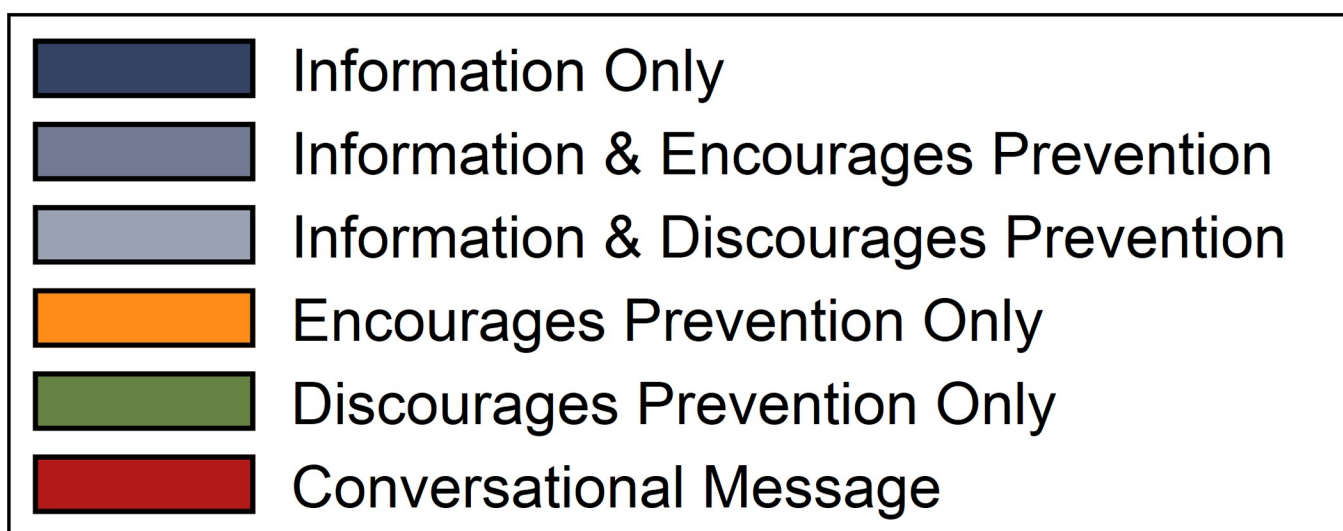 Information Only
Information & Encourages Prevention
Information & Discourages Prevention
Encourages Prevention Only
Discourages Prevention Only
Conversational Message